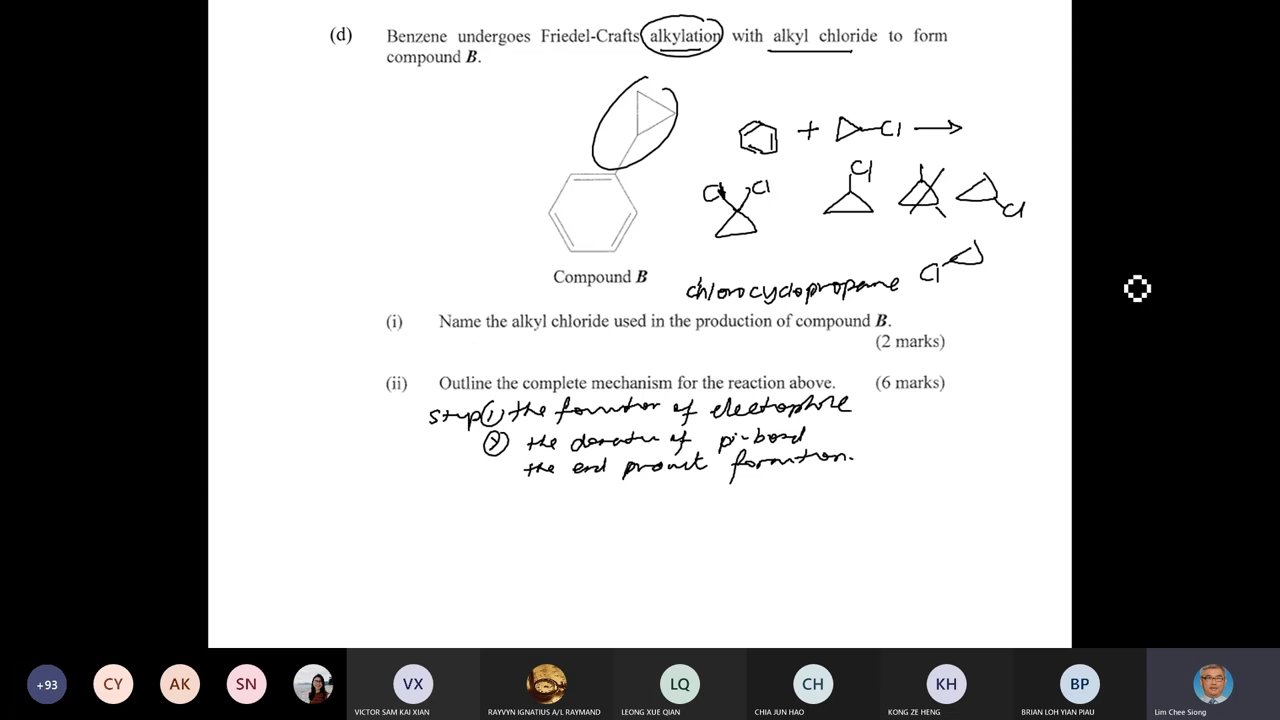 (d) Benzene undergoes Friedel-Crafts alkylation with alkyl chloride to form
compound B.
+ Cl
Cl Cl Cl Cl
Cl
Compound B
chlorocyclopropane
(i) Name the alkyl chloride used in the production of compound B.
(2 marks)
(ii) Outline the complete mechanism for the reaction above. (6 marks)
step (1) the formation of electrophile
(2) the donation of pi-bond
the end product formation.
+93
CY
AK
SN
VX
LQ
CH
KH
BP
VICTOR SAM KAI XIAN
RAYVYN IGNATIUS A/L RAYMAND
LEONG XUE QIAN
CHIA JUN HAO
KONG ZE HENG
BRIAN LOH YIAN PIAU
Lim Chee Siong